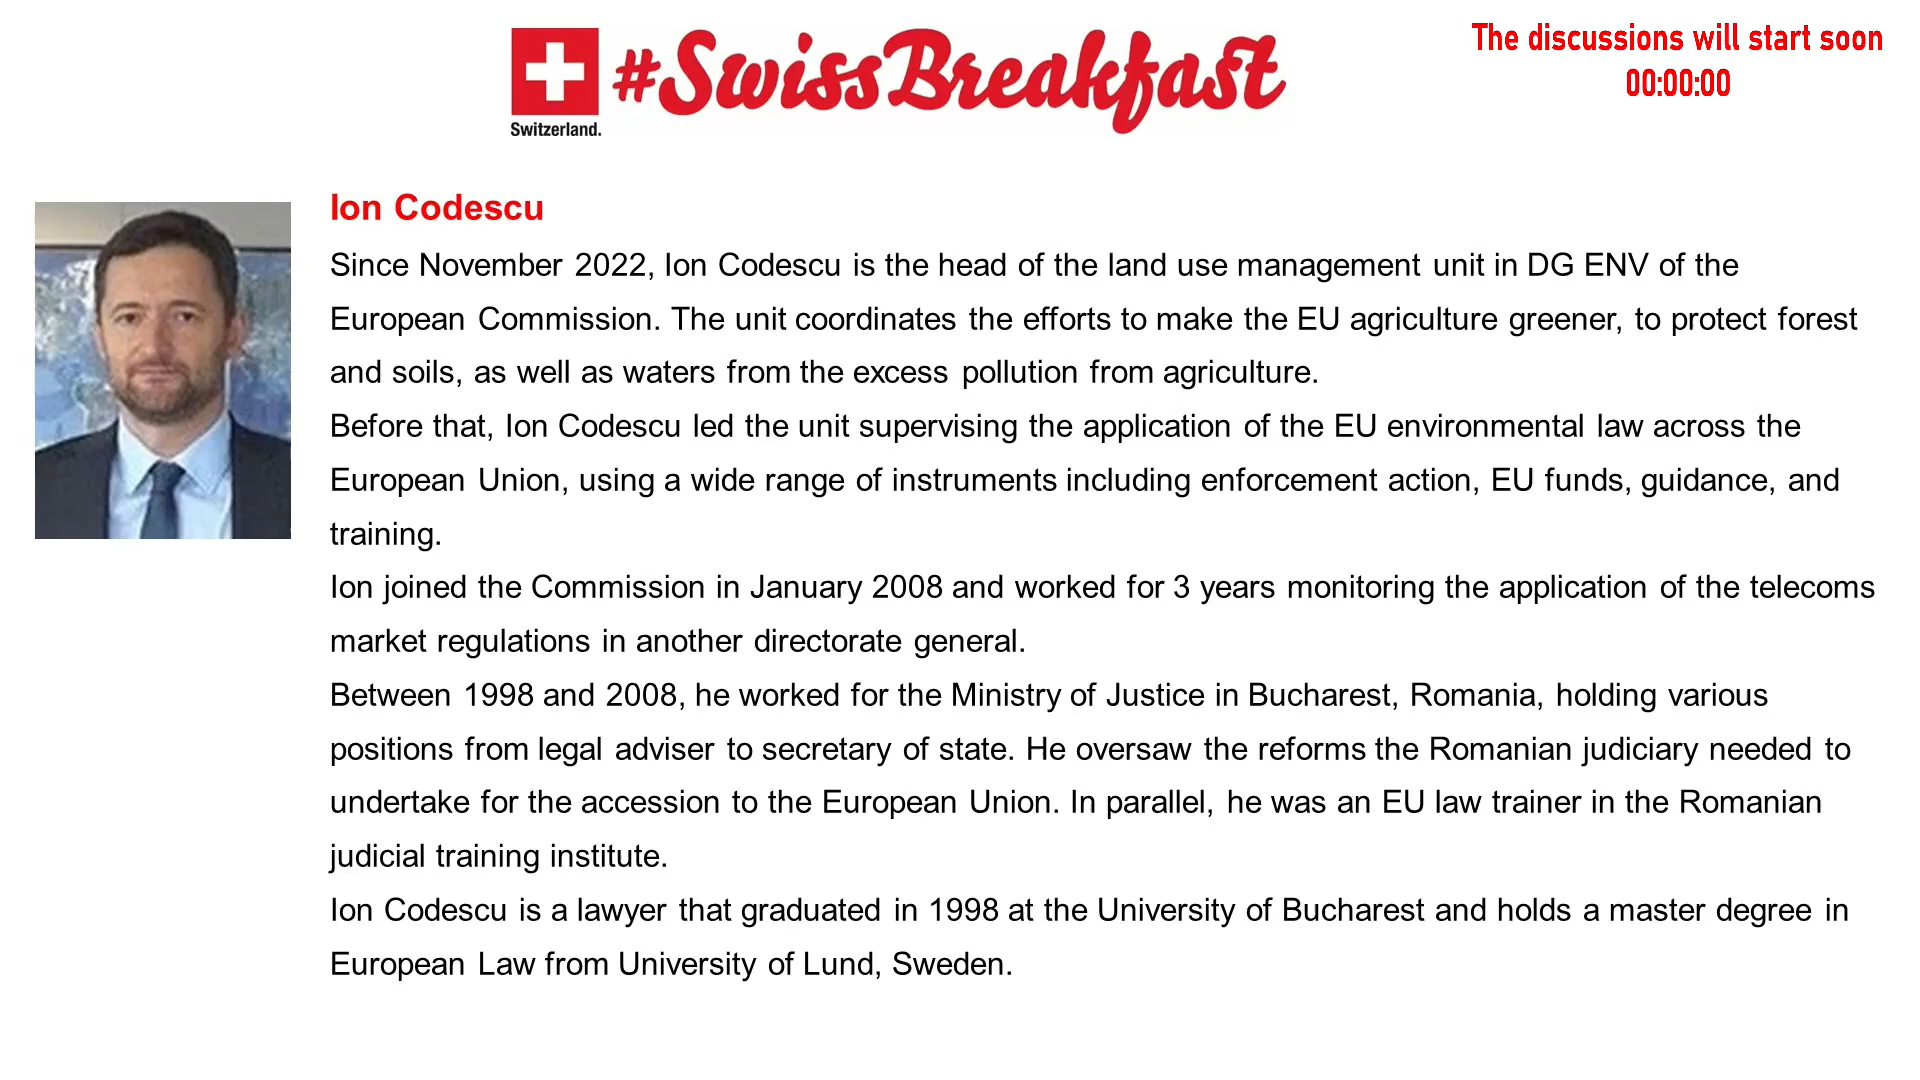 #SwissBreakfast
Switzerland.
The discussions will start soon
00:00:00
Ion Codescu
Since November 2022, Ion Codescu is the head of the land use management unit in DG ENV of the
European Commission. The unit coordinates the efforts to make the EU agriculture greener, to protect forest
and soils, as well as waters from the excess pollution from agriculture.
Before that, Ion Codescu led the unit supervising the application of the EU environmental law across the
European Union, using a wide range of instruments including enforcement action, EU funds, guidance, and
training.
Ion joined the Commission in January 2008 and worked for 3 years monitoring the application of the telecoms
market regulations in another directorate general.
Between 1998 and 2008, he worked for the Ministry of Justice in Bucharest, Romania, holding various
positions from legal adviser to secretary of state. He oversaw the reforms the Romanian judiciary needed to
undertake for the accession to the European Union. In parallel, he was an EU law trainer in the Romanian
judicial training institute.
Ion Codescu is a lawyer that graduated in 1998 at the University of Bucharest and holds a master degree in
European Law from University of Lund, Sweden.